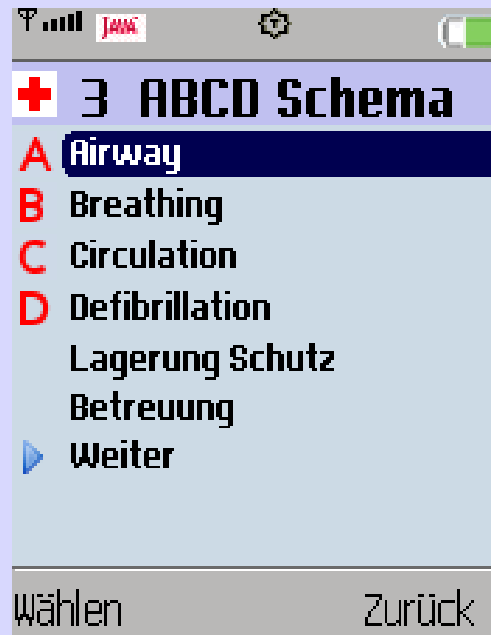 JAVA
3 ABCD Schema
A Airway
B Breathing
C Circulation
D Defibrillation
Lagerung Schutz
Betreuung
Weiter
Wählen Zurück